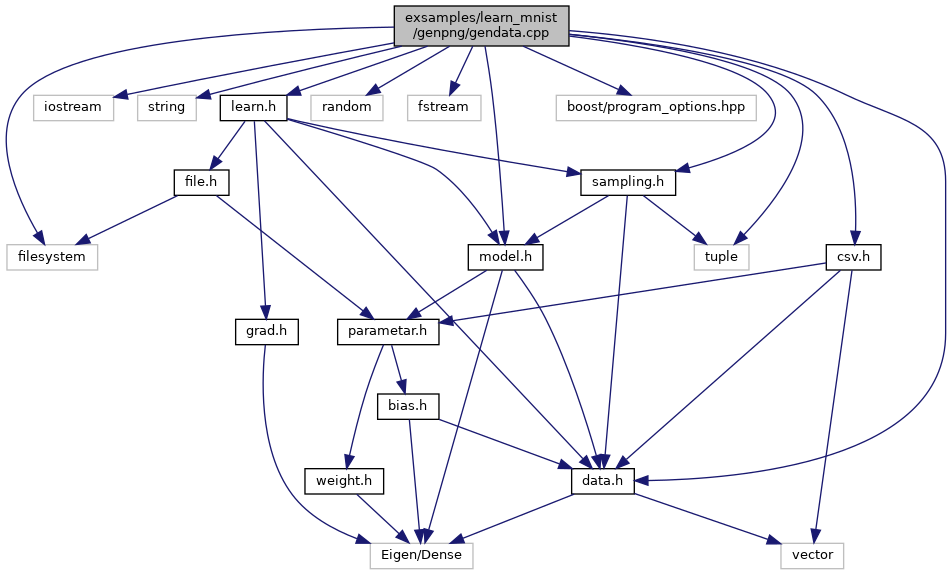 exsamples/learn_mnist
/genpng/gendata.cpp
iostream
string
learn.h
random
fstream
boost/program_options.hpp
file.h
sampling.h
filesystem
model.h
tuple
csv.h
grad.h
parametar.h
bias.h
weight.h
data.h
Eigen/Dense
vector